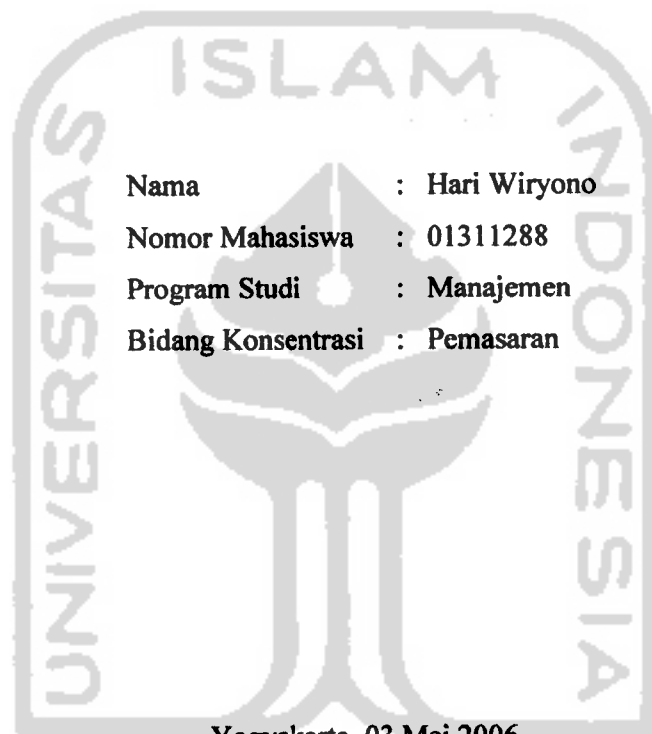 UNIVERSITAS ISLAM INDONESIA
Nama : Hari Wiryono
Nomor Mahasiswa : 01311288
Program Studi : Manajemen
Bidang Konsentrasi : Pemasaran
Yogyakarta, 03 Mei 2006